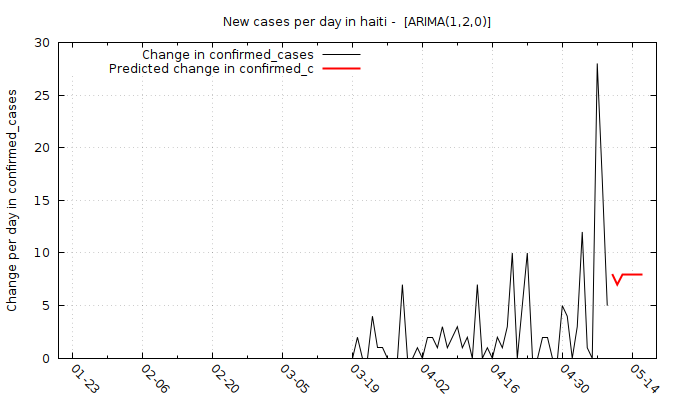 New cases per day in haiti -  [ARIMA(1,2,0)]
Change in confirmed_cases
Predicted change in confirmed_c
Change per day in confirmed_cases
30
25
20
15
10
5
0
01-23 02-06 02-20 03-05 03-19 04-02 04-16 04-30 05-14